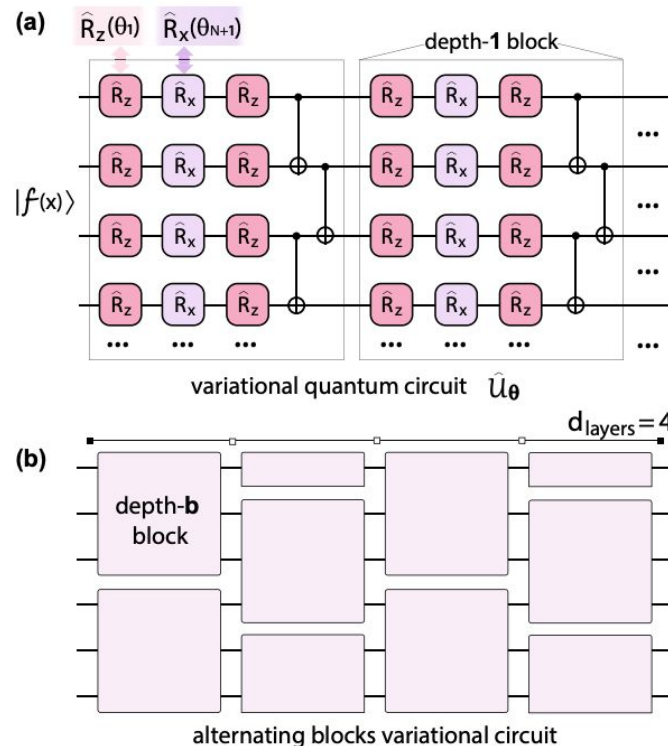 (a)
R̂z(θ1) R̂x(θN+1)
depth-1 block
R̂z R̂x R̂z R̂z R̂x R̂z ...
R̂z R̂x R̂z R̂z R̂x R̂z ...
|f(x)⟩
R̂z R̂x R̂z R̂z R̂x R̂z ...
R̂z R̂x R̂z R̂z R̂x R̂z
... ... ... ... ... ... ...
variational quantum circuit Û𝛉
dlayers = 4
(b)
depth-b
block
alternating blocks variational circuit